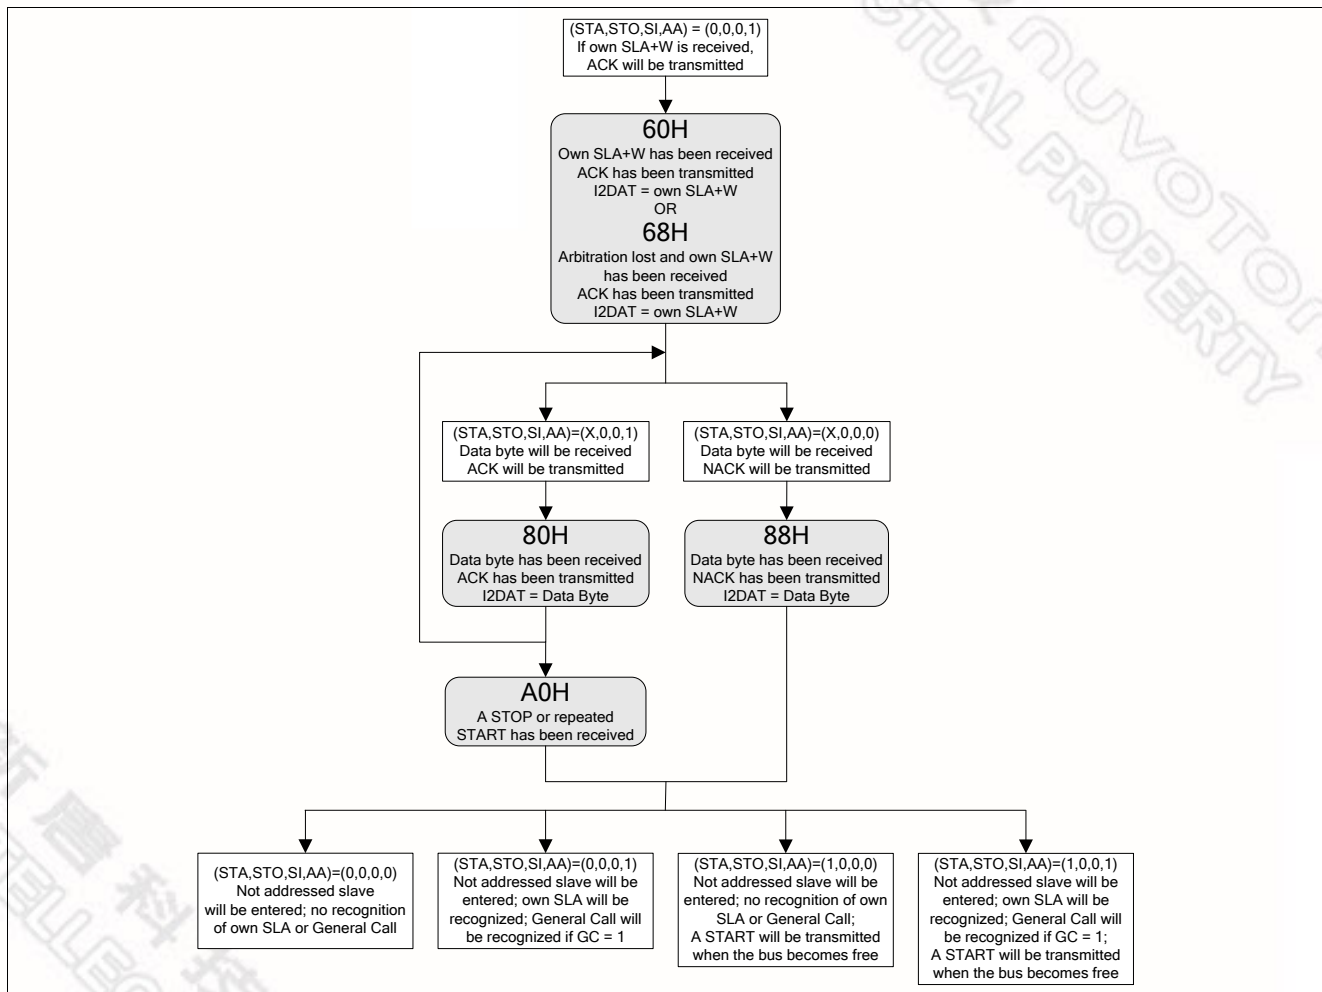 (STA,STO,SI,AA) = (0,0,0,1)
If own SLA+W is received,
ACK will be transmitted
60H
Own SLA+W has been received
ACK has been transmitted
I2DAT = own SLA+W
OR
68H
Arbitration lost and own SLA+W
has been received
ACK has been transmitted
I2DAT = own SLA+W
(STA,STO,SI,AA)=(X,0,0,1)
Data byte will be received
ACK will be transmitted
(STA,STO,SI,AA)=(X,0,0,0)
Data byte will be received
NACK will be transmitted
80H
Data byte has been received
ACK has been transmitted
I2DAT = Data Byte
88H
Data byte has been received
NACK has been transmitted
I2DAT = Data Byte
A0H
A STOP or repeated
START has been received
(STA,STO,SI,AA)=(0,0,0,0)
Not addressed slave
will be entered; no recognition
of own SLA or General Call
(STA,STO,SI,AA)=(0,0,0,1)
Not addressed slave will be
entered; own SLA will be
recognized; General Call will
be recognized if GC = 1
(STA,STO,SI,AA)=(1,0,0,0)
Not addressed slave will be
entered; no recognition of own
SLA or General Call;
A START will be transmitted
when the bus becomes free
(STA,STO,SI,AA)=(1,0,0,1)
Not addressed slave will be
entered; own SLA will be
recognized; General Call will
be recognized if GC = 1;
A START will be transmitted
when the bus becomes free
nuvoTon
PROPERTY
新唐科技